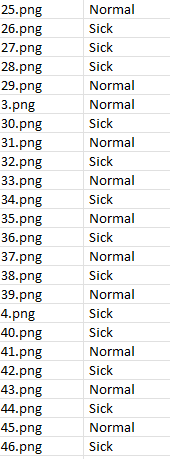 25.png Normal
26.png Sick
27.png Sick
28.png Sick
29.png Normal
3.png Normal
30.png Sick
31.png Normal
32.png Sick
33.png Normal
34.png Sick
35.png Normal
36.png Sick
37.png Normal
38.png Sick
39.png Normal
4.png Sick
40.png Sick
41.png Normal
42.png Sick
43.png Normal
44.png Sick
45.png Normal
46.png Sick